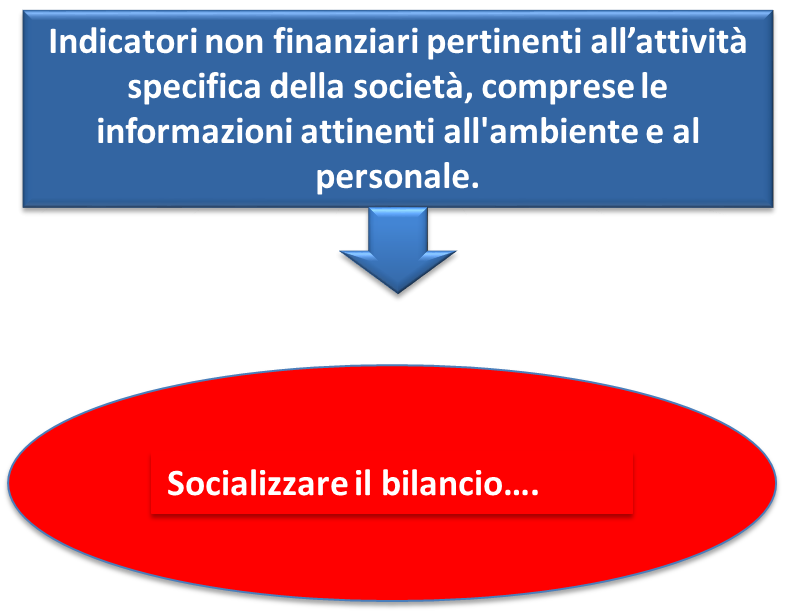 Indicatori non finanziari pertinenti all’attività
specifica della società, comprese le
informazioni attinenti all'ambiente e al
personale.
Socializzare il bilancio….